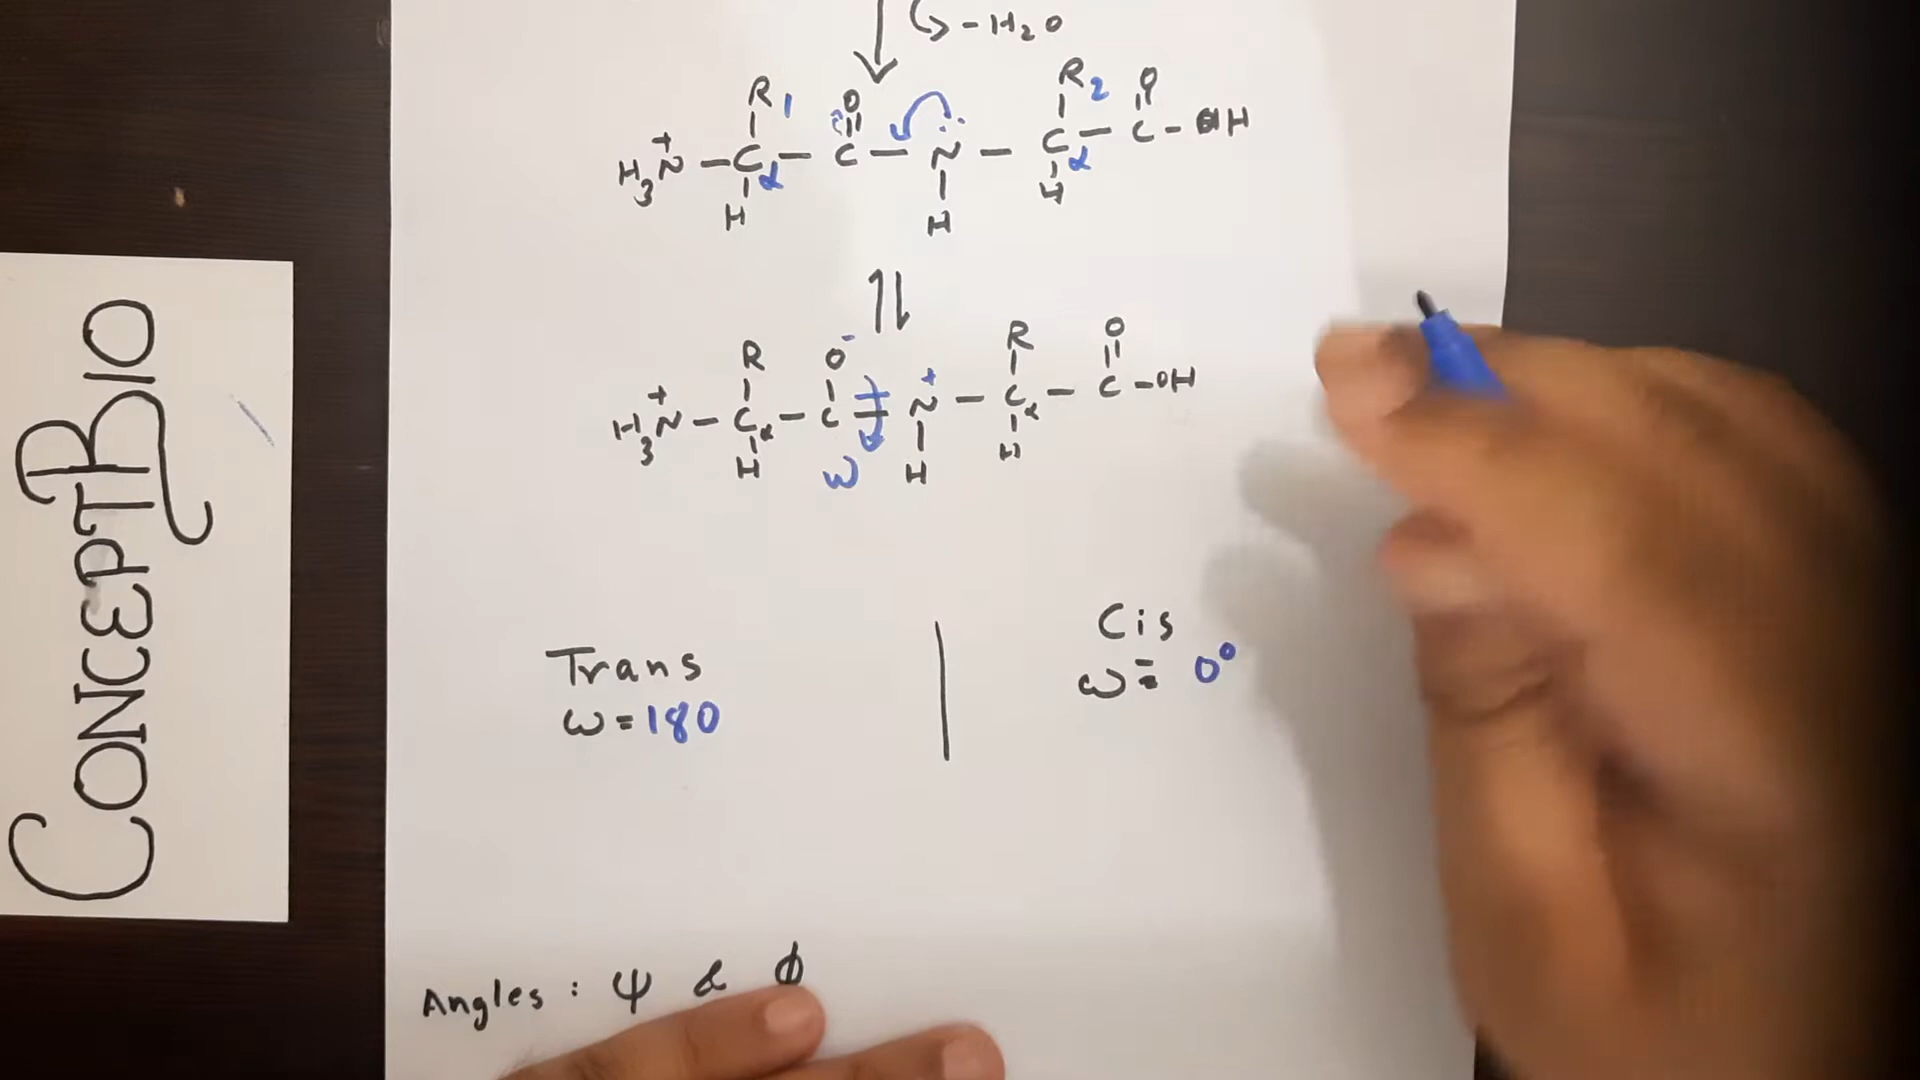 - H2O
R1 O R2 O
H3N+ - Cα - C - N̈ - Cα - C - OH
H H H
R O- R O
H3N+ - Cα - C = N+ - Cα - C - OH
H ω H H
Trans
ω = 180
Cis
ω = 0°
Angles : ψ & ϕ
CONCEPTBIO